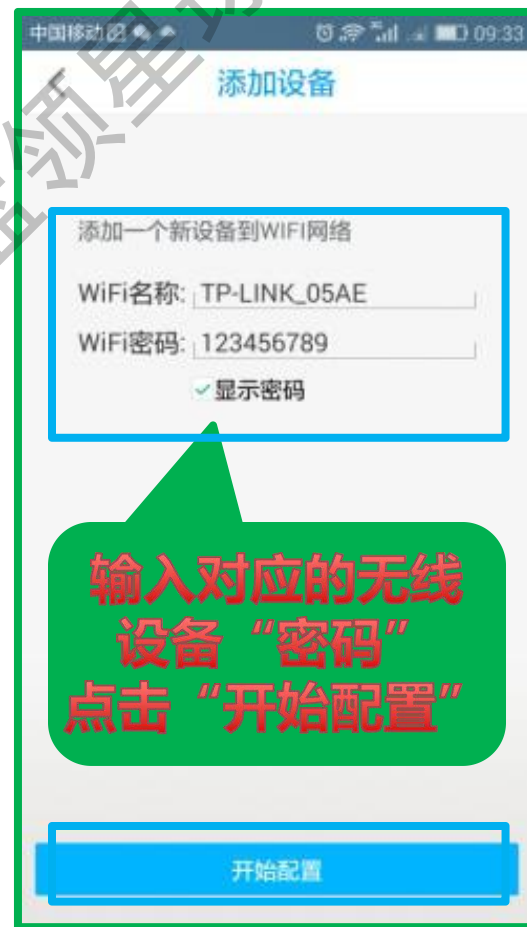 中国移动 09:33
添加设备
添加一个新设备到WIFI网络
WiFi名称: TP-LINK_05AE
WiFi密码: 123456789
显示密码
输入对应的无线
设备“密码”
点击“开始配置”
开始配置